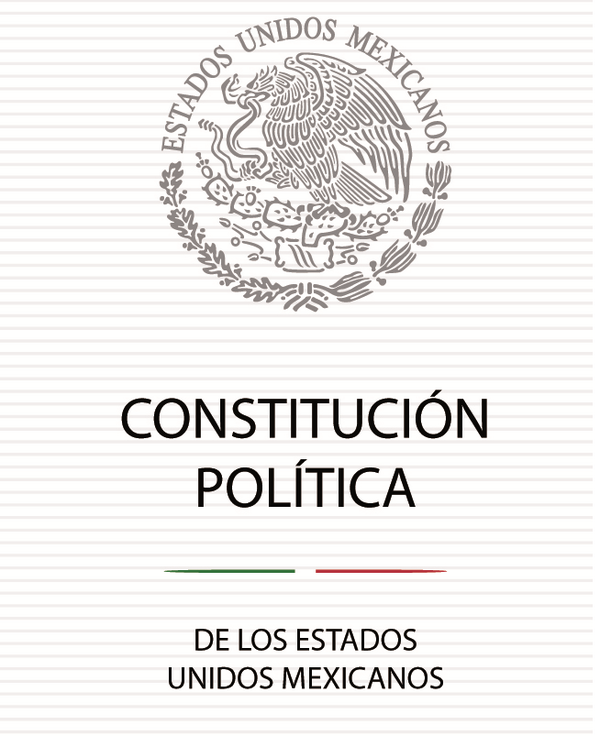 ESTADOS UNIDOS MEXICANOS
CONSTITUCIÓN
POLÍTICA
DE LOS ESTADOS
UNIDOS MEXICANOS